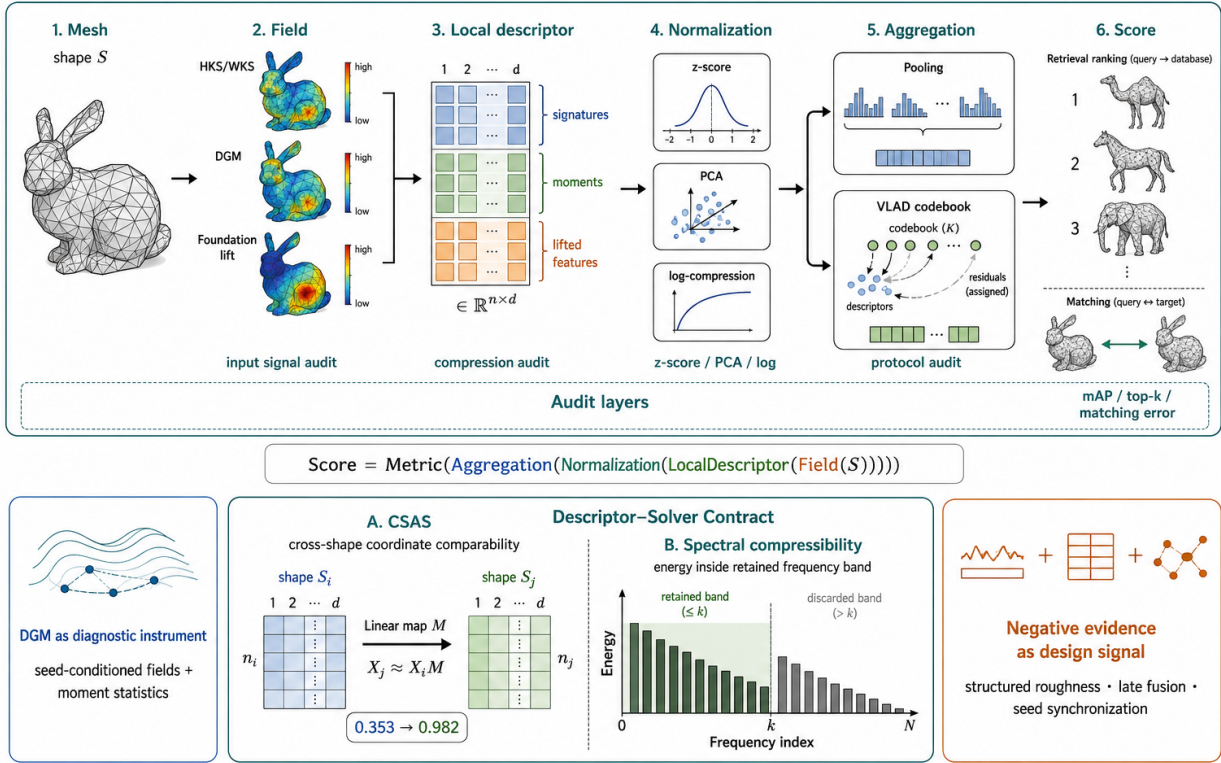 1. Mesh
shape S
2. Field
HKS/WKS
high
low
DGM
high
low
Foundation
lift
high
low
input signal audit
3. Local descriptor
1 2 ⋯ d
signatures
moments
lifted
features
∈ ℝⁿˣᵈ
compression audit
4. Normalization
z-score
-2 -1 0 1 2
PCA
log-compression
z-score / PCA / log
5. Aggregation
Pooling
⋯
VLAD codebook
codebook (K)
⋯
residuals
(assigned)
descriptors
⋯
protocol audit
6. Score
Retrieval ranking (query → database)
1
2
3
⋮
Matching (query ↔ target)
mAP / top-k /
matching error
Audit layers
Score = Metric(Aggregation(Normalization(LocalDescriptor(Field(S)))))
DGM as diagnostic instrument
seed-conditioned fields +
moment statistics
Descriptor–Solver Contract
A. CSAS
cross-shape coordinate comparability
shape Sᵢ
1 2 ⋯ d
nᵢ
Linear map M
Xⱼ ≈ XᵢM
shape Sⱼ
1 2 ⋯ d
nⱼ
0.353 → 0.982
B. Spectral compressibility
energy inside retained frequency band
retained band
(≤ k)
discarded band
(> k)
Energy
0 k N
Frequency index
+ +
Negative evidence
as design signal
structured roughness • late fusion •
seed synchronization